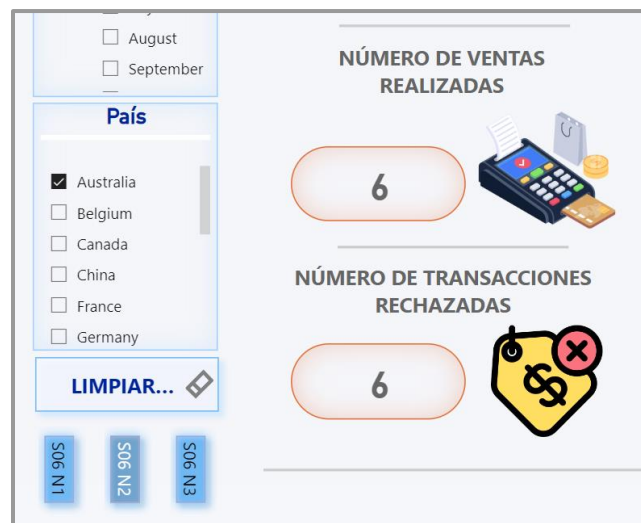 August
September
País
Australia
Belgium
Canada
China
France
Germany
LIMPIAR...
S06 N1
S06 N2
S06 N3
NÚMERO DE VENTAS
REALIZADAS
6
NÚMERO DE TRANSACCIONES
RECHAZADAS
6
$